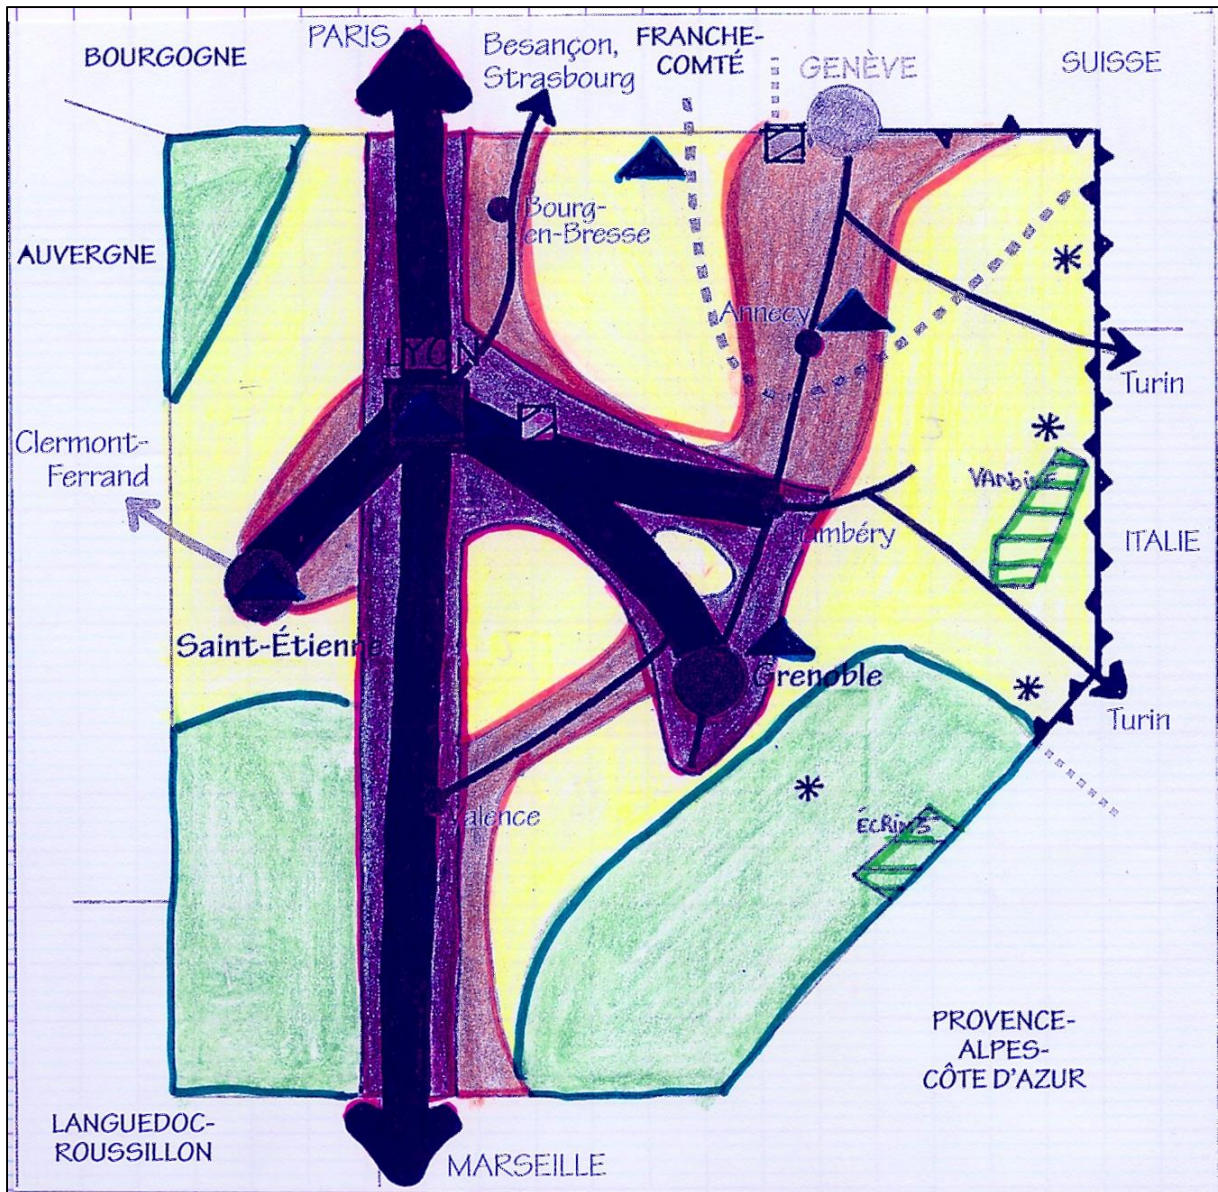 PARIS
BOURGOGNE
Besançon,
Strasbourg
FRANCHE-
COMTÉ
GENÈVE
SUISSE
Bourg-
en-Bresse
AUVERGNE
Annecy
LYON
Turin
Clermont-
Ferrand
VANOISE
ITALIE
Saint-Étienne
Grenoble
Turin
Valence
ÉCRINS
PROVENCE-
ALPES-
CÔTE D'AZUR
LANGUEDOC-
ROUSSILLON
MARSEILLE